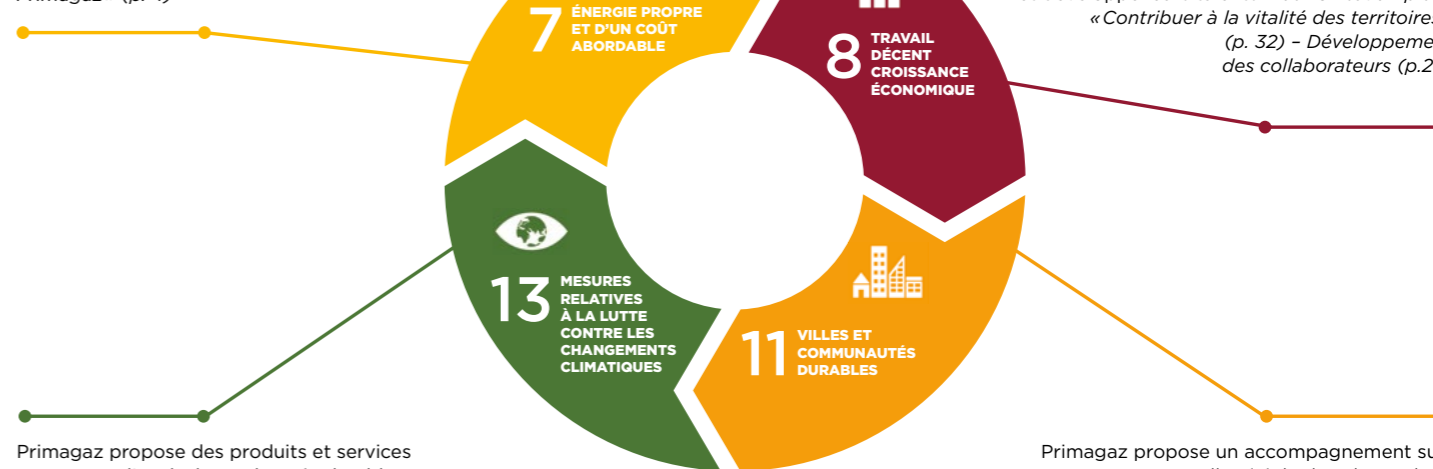 Primagaz » (p. 4)
7
ÉNERGIE PROPRE
ET D'UN COÛT
ABORDABLE
8
TRAVAIL
DÉCENT
CROISSANCE
ÉCONOMIQUE
«Contribuer à la vitalité des territoires
(p. 32) – Développeme
des collaborateurs (p.2
13
MESURES
RELATIVES
À LA LUTTE
CONTRE LES
CHANGEMENTS
CLIMATIQUES
11
VILLES ET
COMMUNAUTÉS
DURABLES
Primagaz propose des produits et services
Primagaz propose un accompagnement su